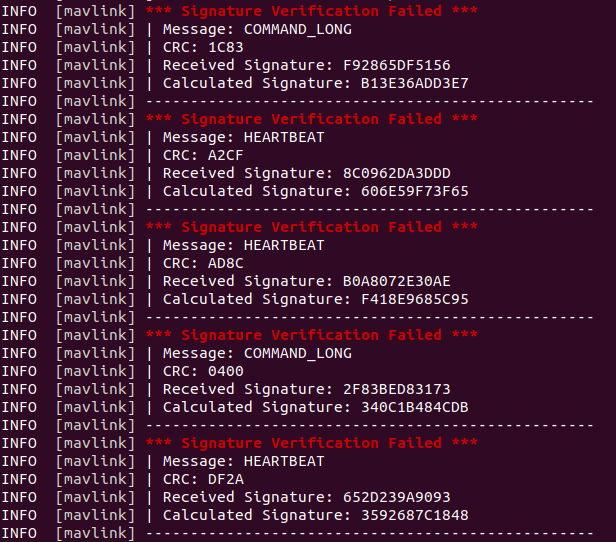 INFO [mavlink] *** Signature Verification Failed ***
INFO [mavlink] | Message: COMMAND_LONG
INFO [mavlink] | CRC: 1C83
INFO [mavlink] | Received Signature: F92865DF5156
INFO [mavlink] | Calculated Signature: B13E36ADD3E7
INFO [mavlink] --------------------------------------------------
INFO [mavlink] *** Signature Verification Failed ***
INFO [mavlink] | Message: HEARTBEAT
INFO [mavlink] | CRC: A2CF
INFO [mavlink] | Received Signature: 8C0962DA3DDD
INFO [mavlink] | Calculated Signature: 606E59F73F65
INFO [mavlink] --------------------------------------------------
INFO [mavlink] *** Signature Verification Failed ***
INFO [mavlink] | Message: HEARTBEAT
INFO [mavlink] | CRC: AD8C
INFO [mavlink] | Received Signature: B0A8072E30AE
INFO [mavlink] | Calculated Signature: F418E9685C95
INFO [mavlink] --------------------------------------------------
INFO [mavlink] *** Signature Verification Failed ***
INFO [mavlink] | Message: COMMAND_LONG
INFO [mavlink] | CRC: 0400
INFO [mavlink] | Received Signature: 2F83BED83173
INFO [mavlink] | Calculated Signature: 340C1B484CDB
INFO [mavlink] --------------------------------------------------
INFO [mavlink] *** Signature Verification Failed ***
INFO [mavlink] | Message: HEARTBEAT
INFO [mavlink] | CRC: DF2A
INFO [mavlink] | Received Signature: 652D239A9093
INFO [mavlink] | Calculated Signature: 3592687C1848
INFO [mavlink] --------------------------------------------------